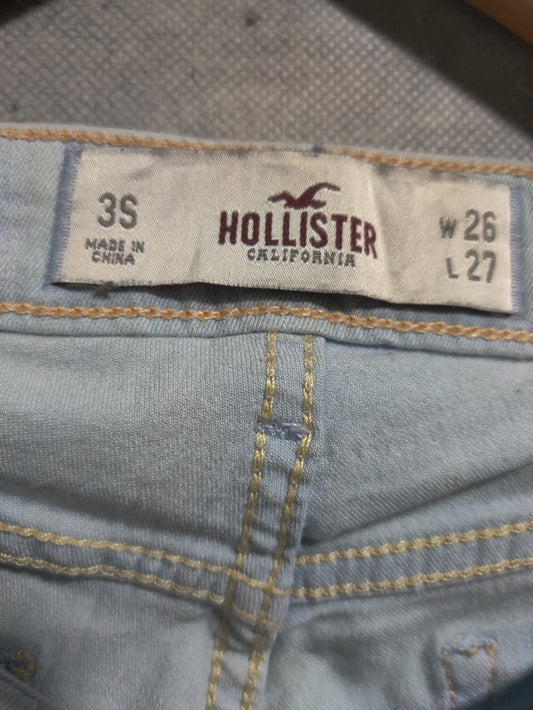 3S
MADE IN
CHINA
HOLLISTER
CALIFORNIA
W 26
L 27